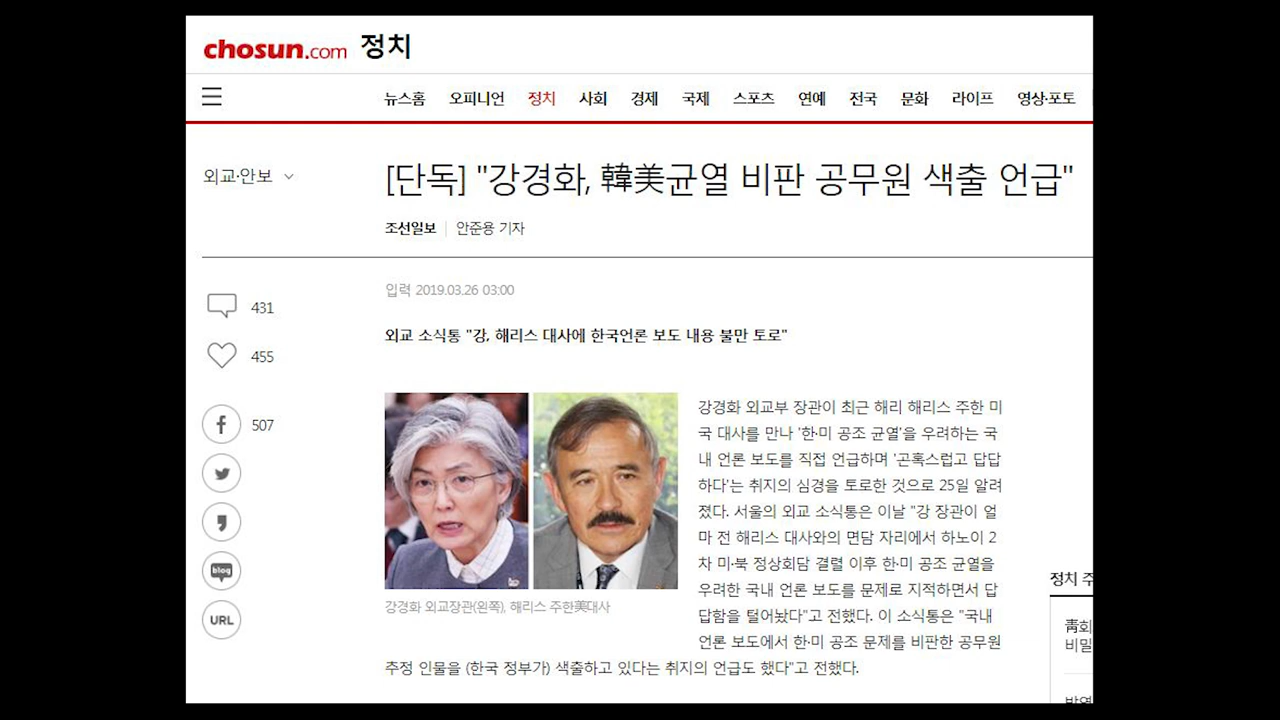 chosun.com 정치
뉴스홈 오피니언 정치 사회 경제 국제 스포츠 연예 전국 문화 라이프 영상·포토
외교·안보
[단독] "강경화, 韓美균열 비판 공무원 색출 언급"
조선일보 안준용 기자
입력 2019.03.26 03:00
431
455
507
blog
URL
외교 소식통 "강, 해리스 대사에 한국언론 보도 내용 불만 토로"
강경화 외교장관(왼쪽), 해리스 주한美대사
강경화 외교부 장관이 최근 해리 해리스 주한 미
국 대사를 만나 '한·미 공조 균열'을 우려하는 국
내 언론 보도를 직접 언급하며 '곤혹스럽고 답답
하다'는 취지의 심경을 토로한 것으로 25일 알려
졌다. 서울의 외교 소식통은 이날 "강 장관이 얼
마 전 해리스 대사와의 면담 자리에서 하노이 2
차 미·북 정상회담 결렬 이후 한·미 공조 균열을
우려한 국내 언론 보도를 문제로 지적하면서 답
답함을 털어놨다"고 전했다. 이 소식통은 "국내
언론 보도에서 한·미 공조 문제를 비판한 공무원
추정 인물을 (한국 정부가) 색출하고 있다는 취지의 언급도 했다"고 전했다.
정치 주
靑회
비밀